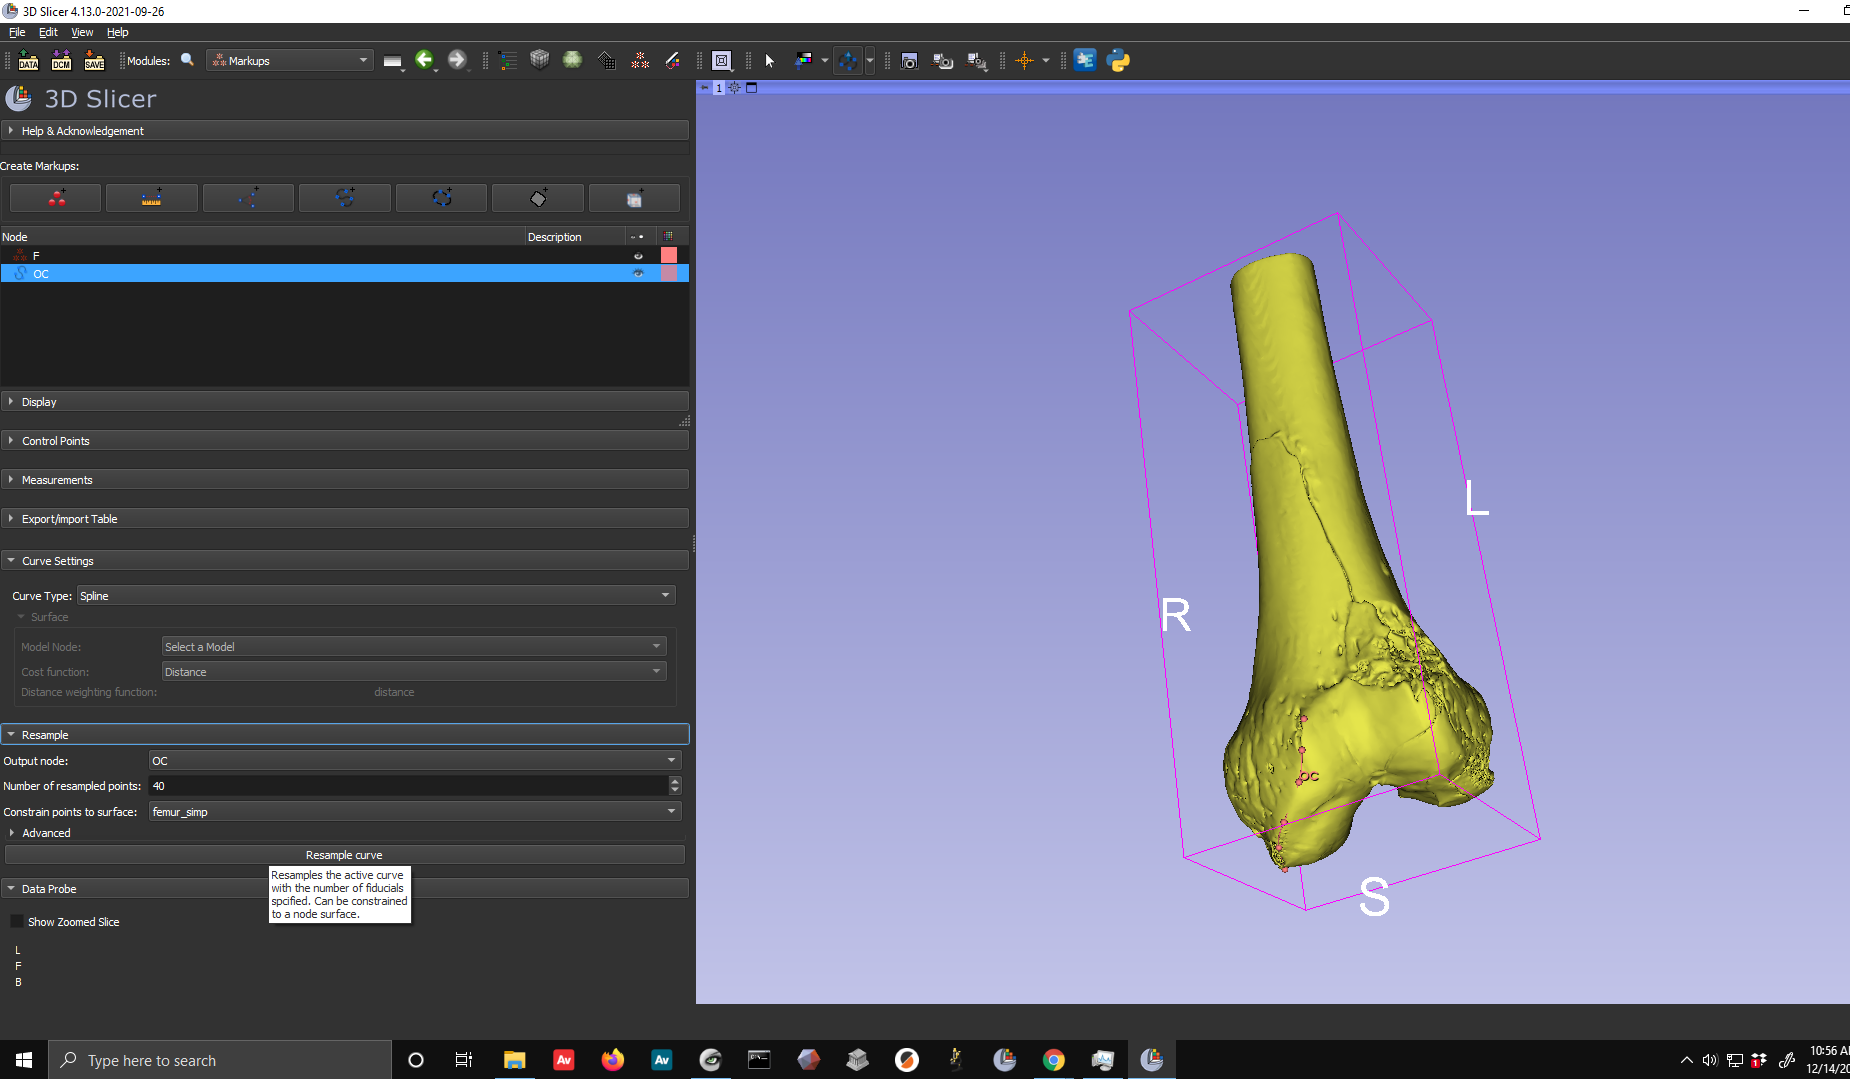 3D Slicer 4.13.0-2021-09-26
File Edit View Help
DATA DCM SAVE Modules: Markups
1
3D Slicer
Help & Acknowledgement
Create Markups:
Node Description
F
OC
Display
Control Points
Measurements
Export/import Table
Curve Settings
Curve Type: Spline
Surface
Model Node: Select a Model
Cost function: Distance
Distance weighting function: distance
Resample
Output node: OC
Number of resampled points: 40
Constrain points to surface: femur_simp
Advanced
Resample curve
Resamples the active curve
with the number of fiducials
spcified. Can be constrained
to a node surface.
Data Probe
Show Zoomed Slice
L
F
B
L
R
OC
S
Type here to search
Av
Av
1
10:56 A
12/14/20